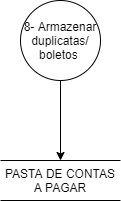 8- Armazenar
duplicatas/
boletos
PASTA DE CONTAS
A PAGAR